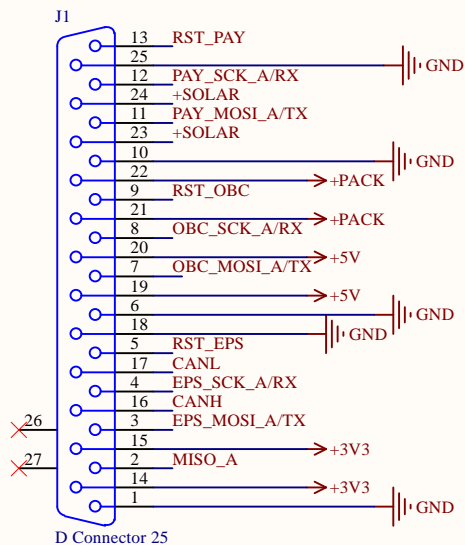 J1
13 RST_PAY
25 GND
12 PAY_SCK_A/RX
24 +SOLAR
11 PAY_MOSI_A/TX
23 +SOLAR
10 GND
22 +PACK
9 RST_OBC
21 +PACK
8 OBC_SCK_A/RX
20 +5V
7 OBC_MOSI_A/TX
19 +5V
6 GND
18 GND
5 RST_EPS
17 CANL
4 EPS_SCK_A/RX
16 CANH
26 3 EPS_MOSI_A/TX
15 +3V3
27 2 MISO_A
14 +3V3
1 GND
D Connector 25